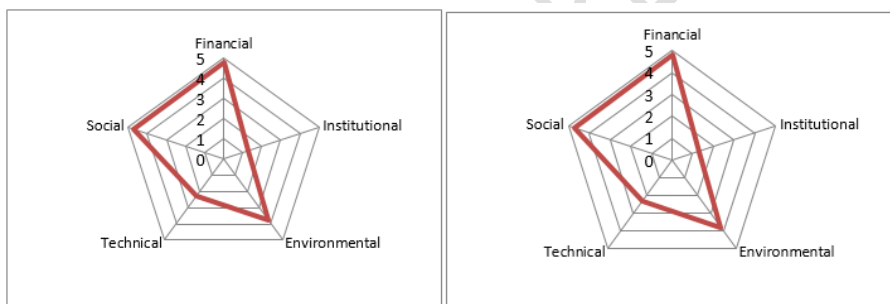 Financial
5
4
3
2
1
0
Institutional
Environmental
Technical
Social
Financial
5
4
3
2
1
0
Institutional
Environmental
Technical
Social